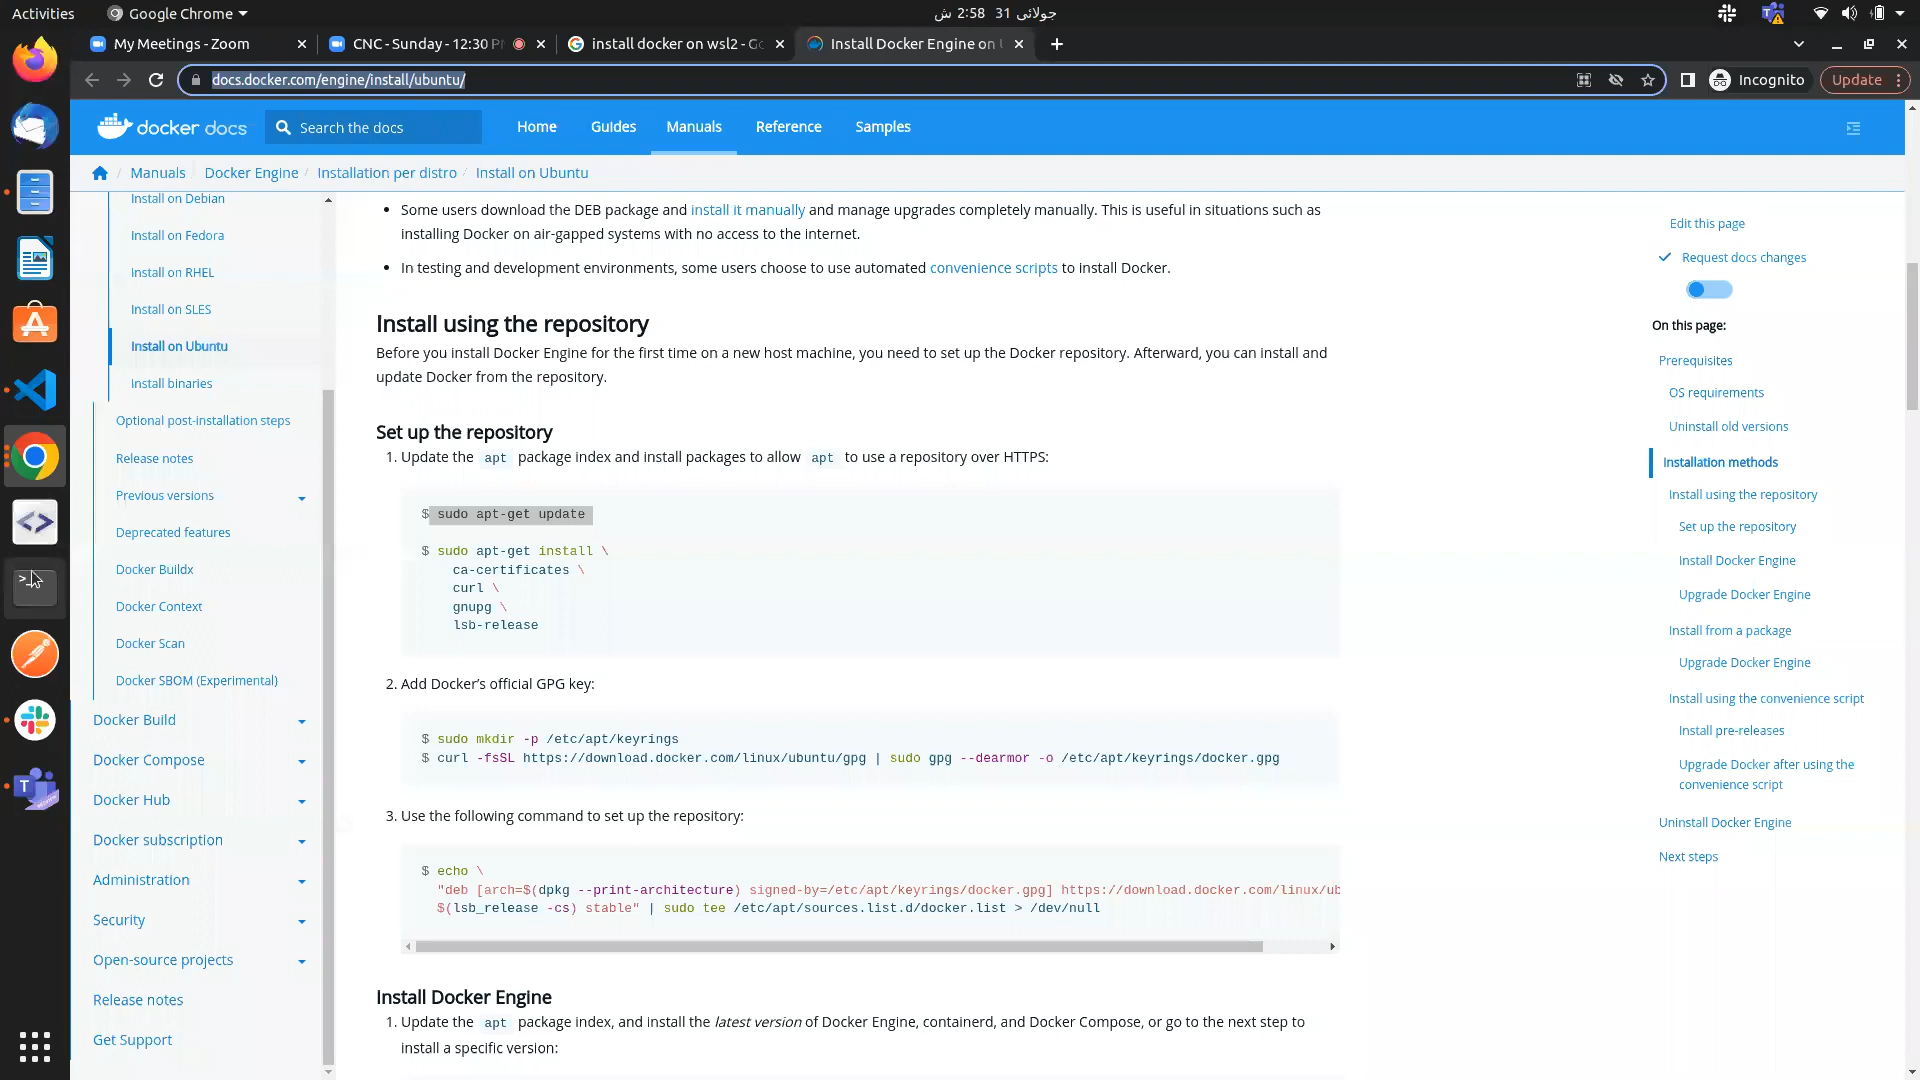 Activities
Google Chrome
جولائی 31  2:58 ش
My Meetings - Zoom
CNC - Sunday - 12:30 P
install docker on wsl2 - Go
Install Docker Engine on U
docs.docker.com/engine/install/ubuntu/
Incognito
Update
docker docs
Search the docs
Home
Guides
Manuals
Reference
Samples
/ Manuals / Docker Engine / Installation per distro / Install on Ubuntu
Install on Debian
Install on Fedora
Install on RHEL
Install on SLES
Install on Ubuntu
Install binaries
Optional post-installation steps
Release notes
Previous versions
Deprecated features
Docker Buildx
Docker Context
Docker Scan
Docker SBOM (Experimental)
Docker Build
Docker Compose
Docker Hub
Docker subscription
Administration
Security
Open-source projects
Release notes
Get Support
• Some users download the DEB package and install it manually and manage upgrades completely manually. This is useful in situations such as
installing Docker on air-gapped systems with no access to the internet.
• In testing and development environments, some users choose to use automated convenience scripts to install Docker.
Install using the repository
Before you install Docker Engine for the first time on a new host machine, you need to set up the Docker repository. Afterward, you can install and
update Docker from the repository.
Set up the repository
1. Update the apt package index and install packages to allow apt to use a repository over HTTPS:
$ sudo apt-get update
$ sudo apt-get install \
ca-certificates \
curl \
gnupg \
lsb-release
2. Add Docker’s official GPG key:
$ sudo mkdir -p /etc/apt/keyrings
$ curl -fsSL https://download.docker.com/linux/ubuntu/gpg | sudo gpg --dearmor -o /etc/apt/keyrings/docker.gpg
3. Use the following command to set up the repository:
$ echo \
"deb [arch=$(dpkg --print-architecture) signed-by=/etc/apt/keyrings/docker.gpg] https://download.docker.com/linux/ub
$(lsb_release -cs) stable" | sudo tee /etc/apt/sources.list.d/docker.list > /dev/null
Install Docker Engine
1. Update the apt package index, and install the latest version of Docker Engine, containerd, and Docker Compose, or go to the next step to
install a specific version:
Edit this page
Request docs changes
On this page:
Prerequisites
OS requirements
Uninstall old versions
Installation methods
Install using the repository
Set up the repository
Install Docker Engine
Upgrade Docker Engine
Install from a package
Upgrade Docker Engine
Install using the convenience script
Install pre-releases
Upgrade Docker after using the
convenience script
Uninstall Docker Engine
Next steps